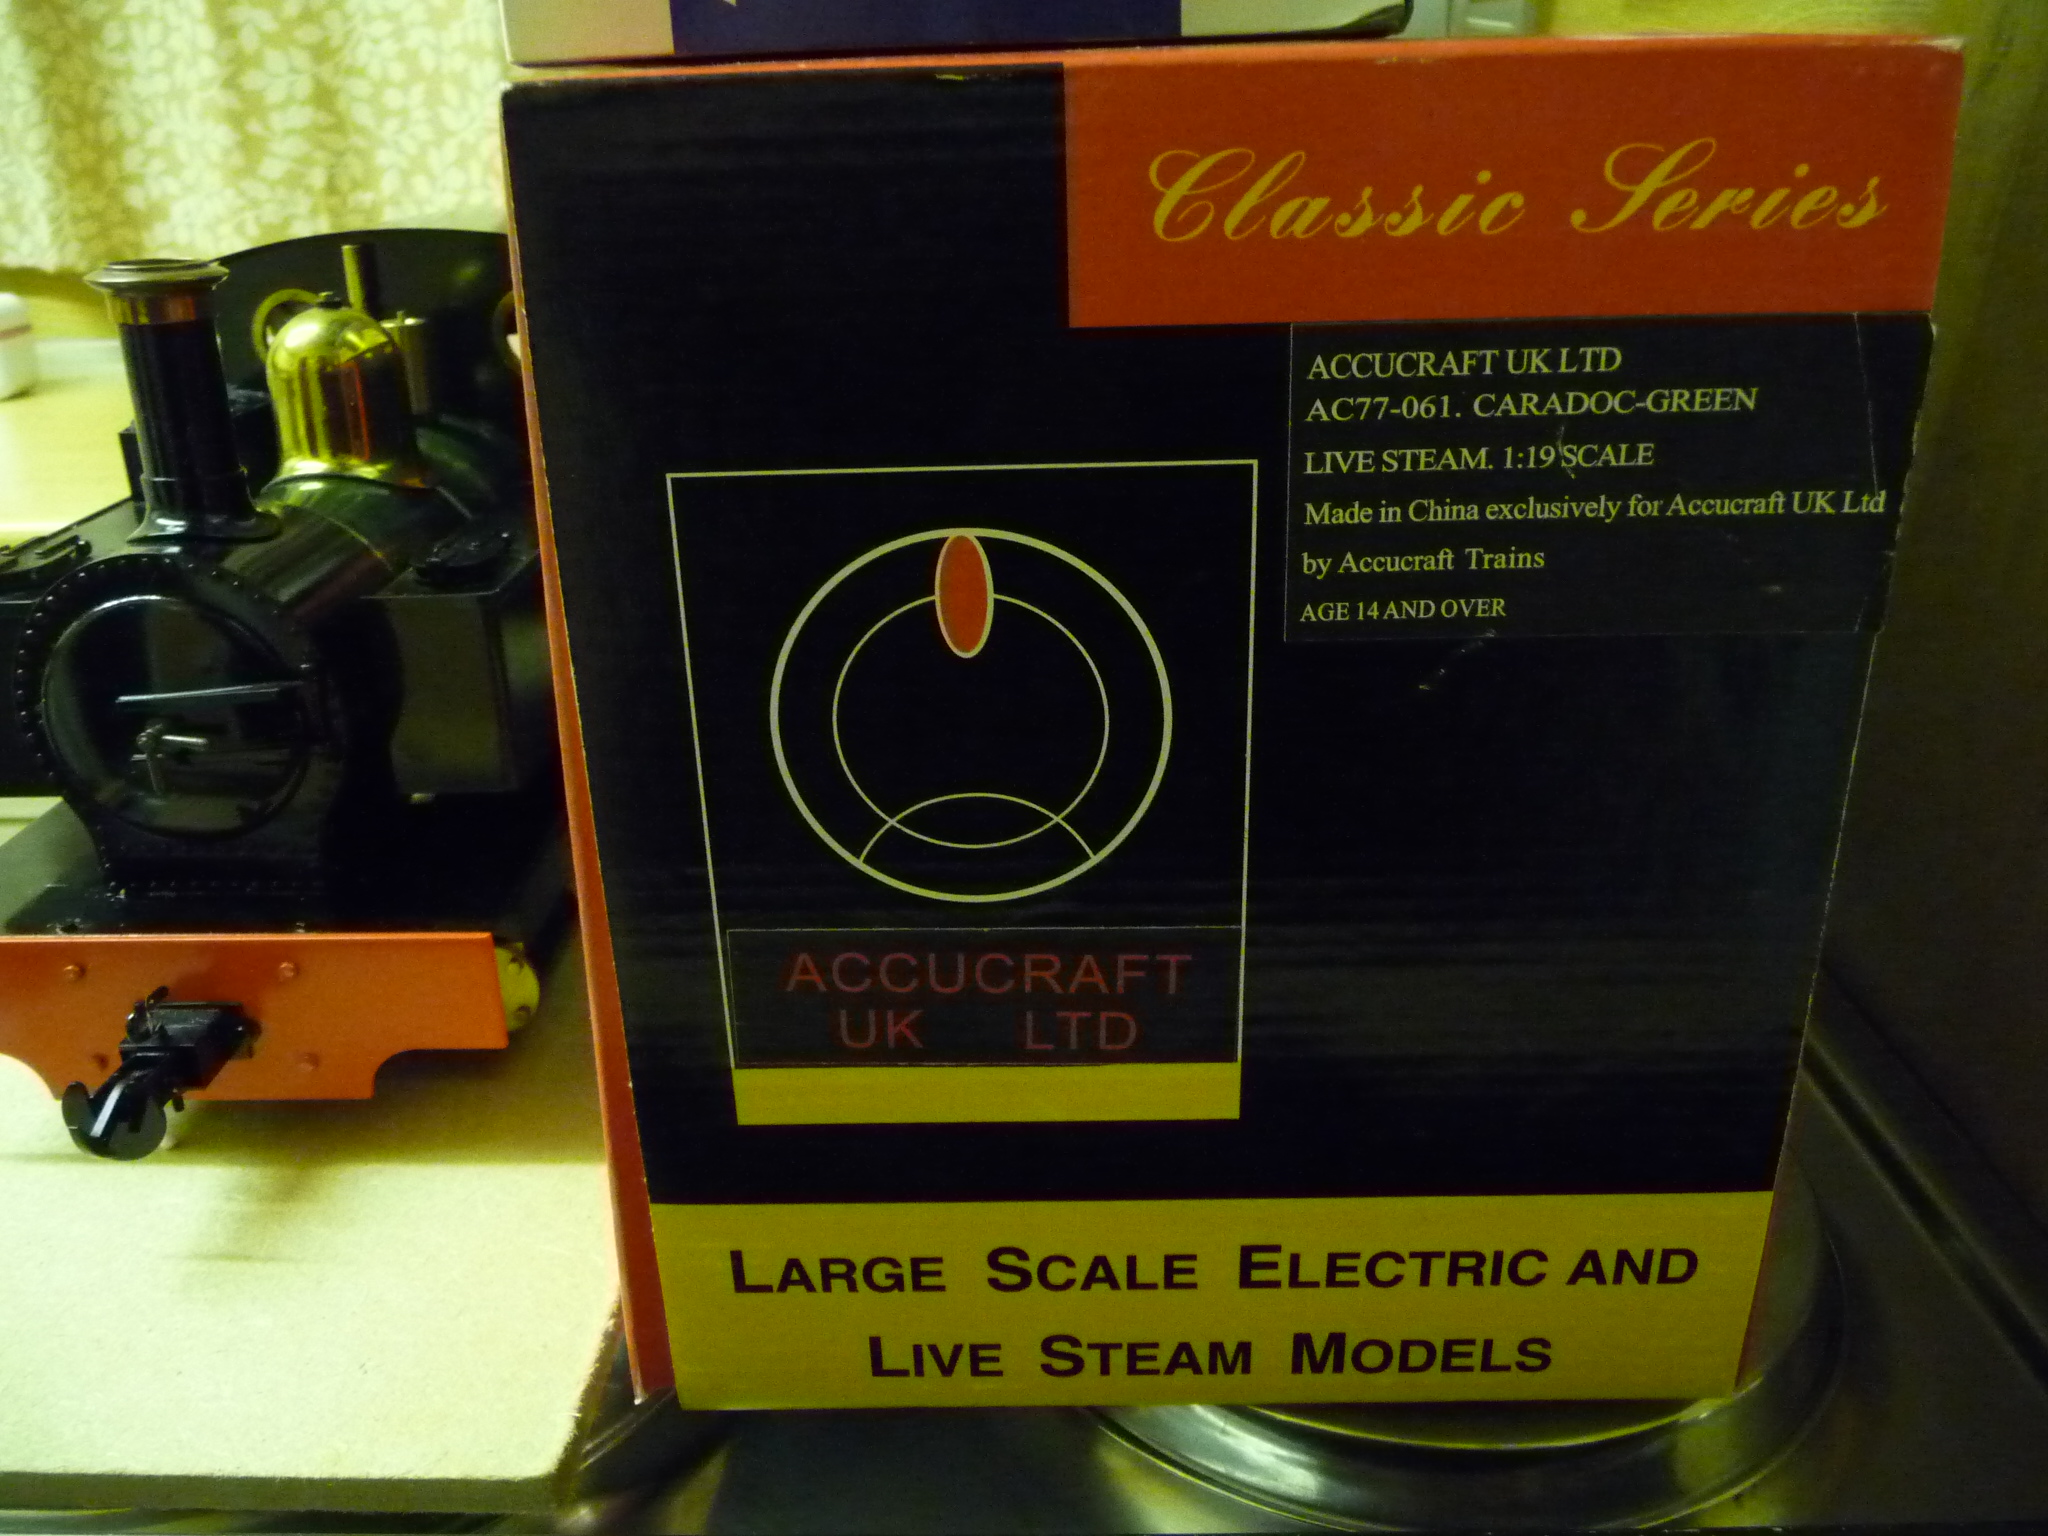 Classic Series
ACCUCRAFT UK LTD
AC77-061. CARADOC-GREEN
LIVE STEAM. 1:19 SCALE
Made in China exclusively for Accucraft UK Ltd
by Accucraft Trains
AGE 14 AND OVER
ACCUCRAFT
UK LTD
LARGE SCALE ELECTRIC AND
LIVE STEAM MODELS